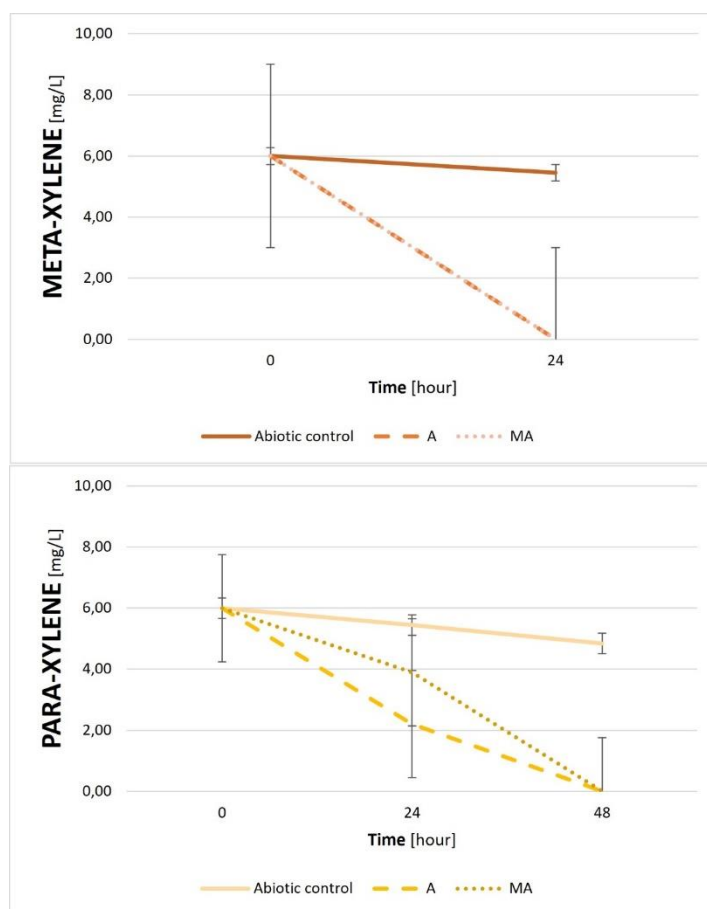 META-XYLENE [mg/L]
10,00
8,00
6,00
4,00
2,00
0,00
0 24
Time [hour]
Abiotic control A MA
PARA-XYLENE [mg/L]
10,00
8,00
6,00
4,00
2,00
0,00
0 24 48
Time [hour]
Abiotic control A MA